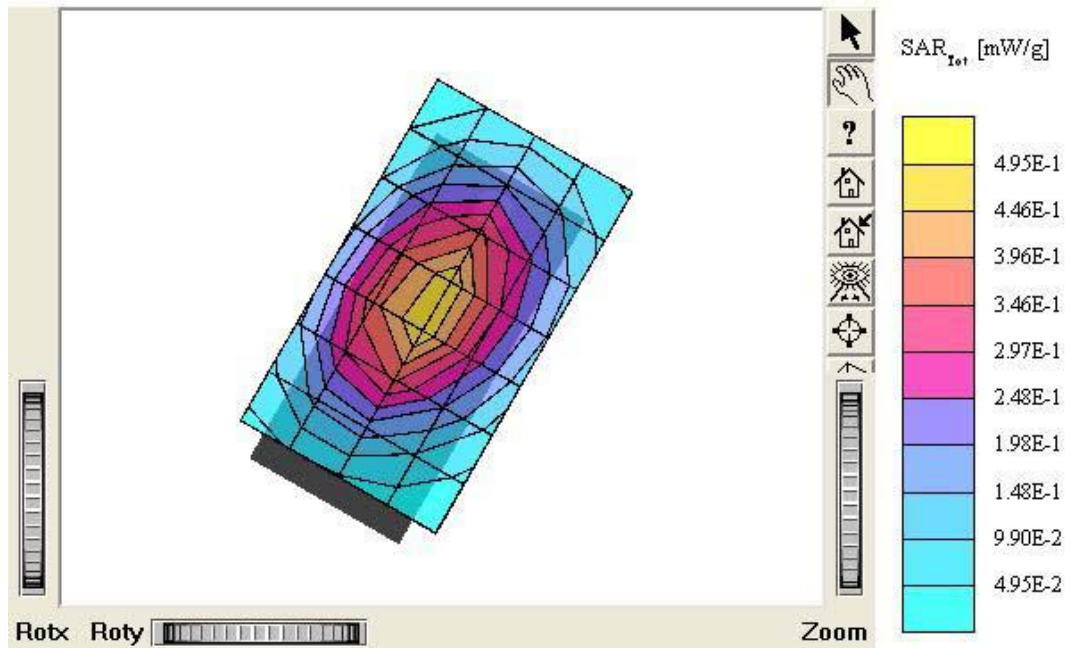 SARTot [mW/g]
?
4.95E-1
4.46E-1
3.96E-1
3.46E-1
2.97E-1
2.48E-1
1.98E-1
1.48E-1
9.90E-2
4.95E-2
Rotx Roty Zoom